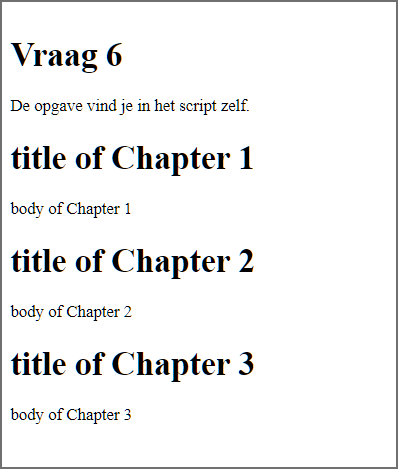 Vraag 6
De opgave vind je in het script zelf.
title of Chapter 1
body of Chapter 1
title of Chapter 2
body of Chapter 2
title of Chapter 3
body of Chapter 3